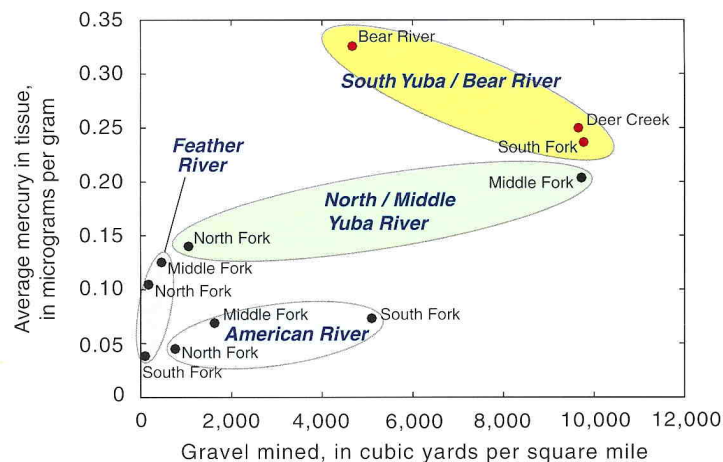 0.35
0.30
0.25
0.20
0.15
0.10
0.05
0
Average mercury in tissue,
in micrograms per gram
Bear River
South Yuba / Bear River
Deer Creek
South Fork
Feather
River
Middle Fork
North / Middle
Yuba River
North Fork
Middle Fork
North Fork
Middle Fork
South Fork
American River
North Fork
South Fork
0
2,000
4,000
6,000
8,000
10,000
12,000
Gravel mined, in cubic yards per square mile